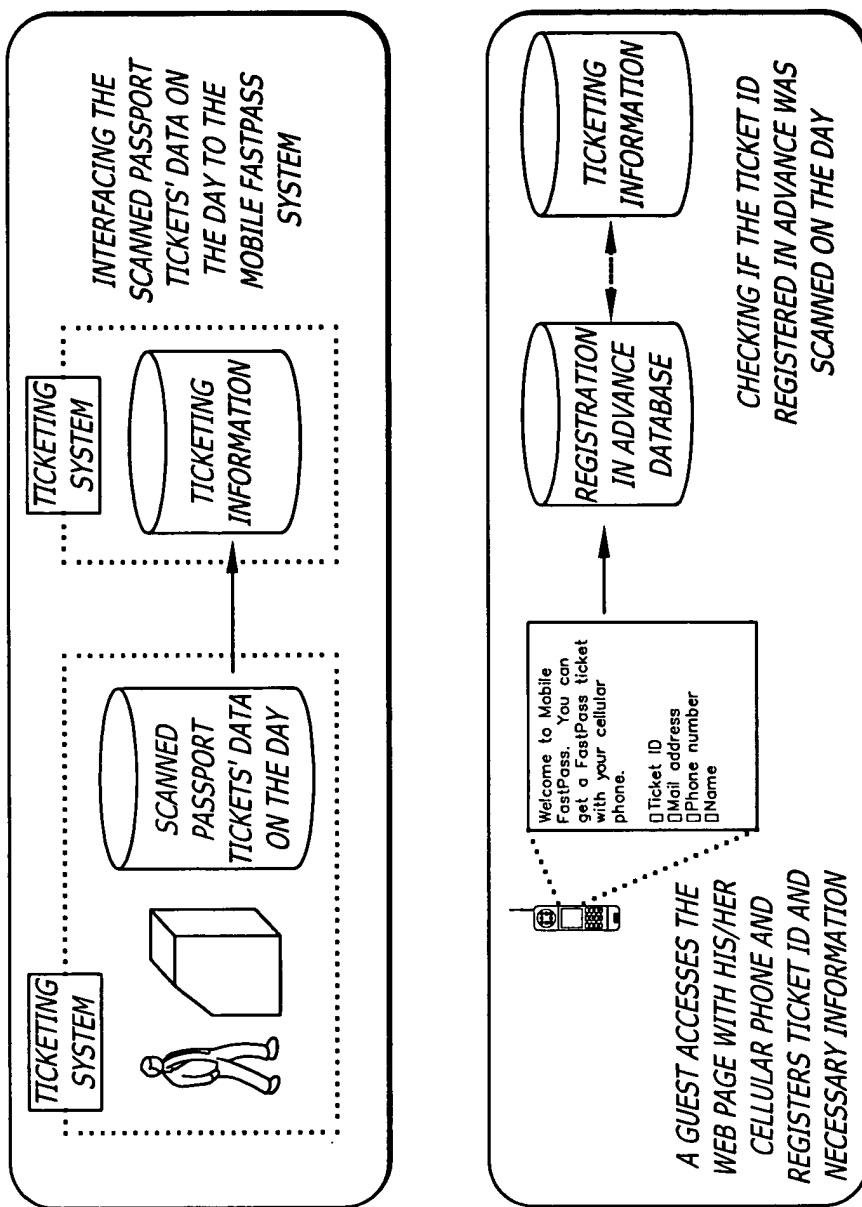 TICKETING
SYSTEM
SCANNED
PASSPORT
TICKETS' DATA
ON THE DAY
TICKETING
SYSTEM
TICKETING
INFORMATION
INTERFACING THE
SCANNED PASSPORT
TICKETS' DATA ON
THE DAY TO THE
MOBILE FASTPASS
SYSTEM
A GUEST ACCESSES THE
WEB PAGE WITH HIS/HER
CELLULAR PHONE AND
REGISTERS TICKET ID AND
NECESSARY INFORMATION
Welcome to Mobile
FastPass. You can
get a FastPass ticket
with your cellular
phone.
▯Ticket ID
▯Mail address
▯Phone number
▯Name
REGISTRATION
IN ADVANCE
DATABASE
TICKETING
INFORMATION
CHECKING IF THE TICKET ID
REGISTERED IN ADVANCE WAS
SCANNED ON THE DAY